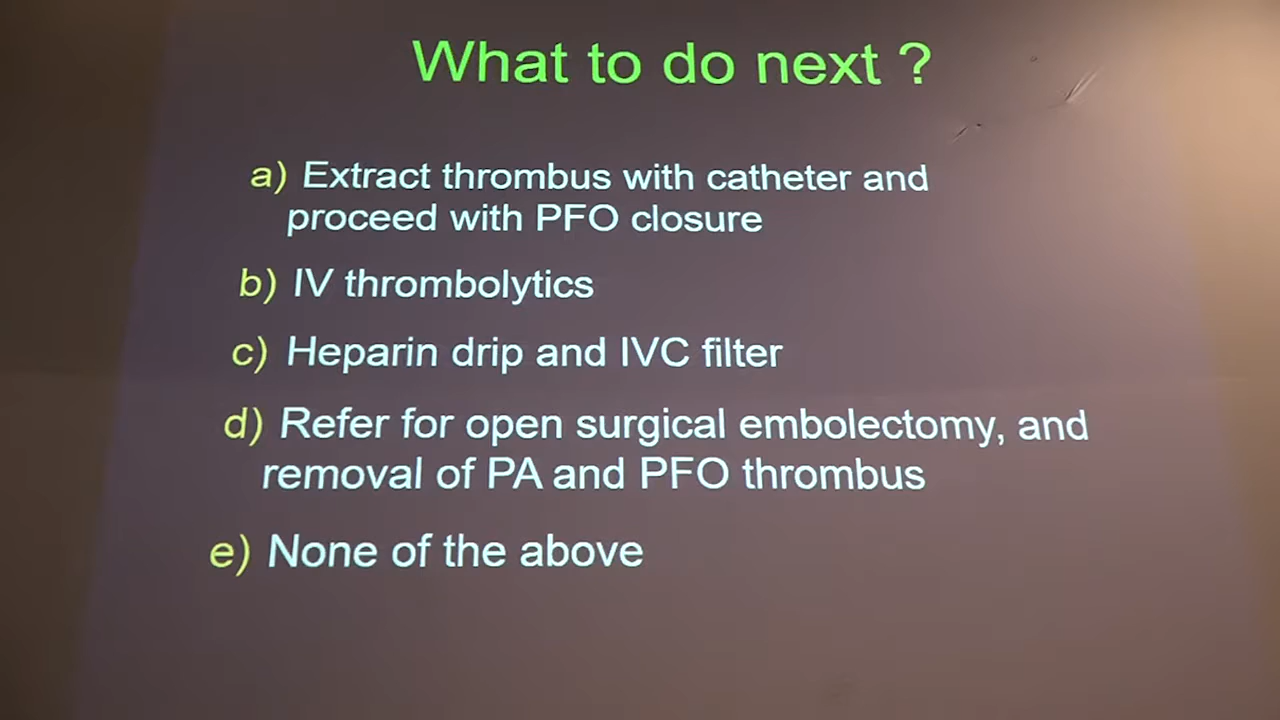 What to do next ?
a) Extract thrombus with catheter and
proceed with PFO closure
b) IV thrombolytics
c) Heparin drip and IVC filter
d) Refer for open surgical embolectomy, and
removal of PA and PFO thrombus
e) None of the above